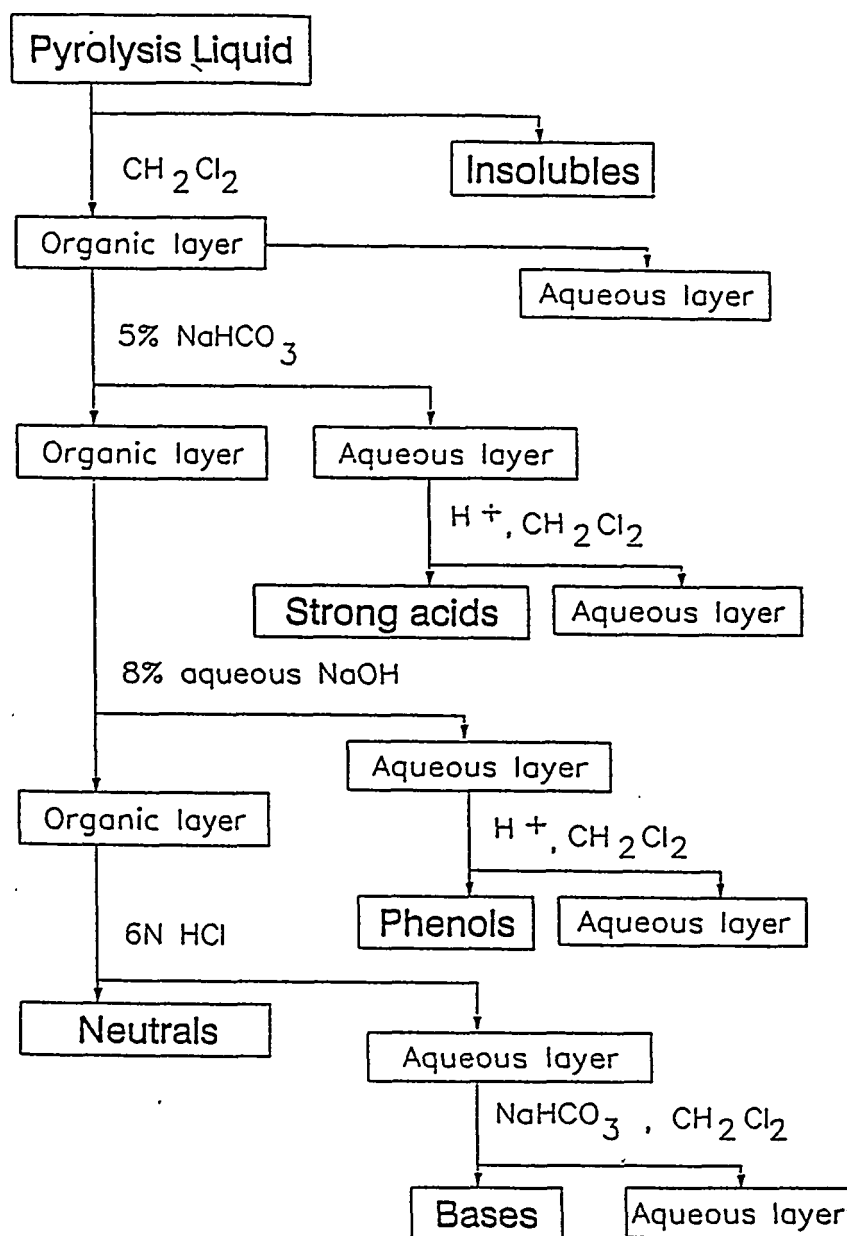 Pyrolysis Liquid
CH2Cl2
Insolubles
Organic layer
Aqueous layer
5% NaHCO3
Organic layer
Aqueous layer
H+, CH2Cl2
Strong acids
Aqueous layer
8% aqueous NaOH
Aqueous layer
Organic layer
H+, CH2Cl2
Phenols
Aqueous layer
6N HCl
Neutrals
Aqueous layer
NaHCO3 , CH2Cl2
Bases
Aqueous layer